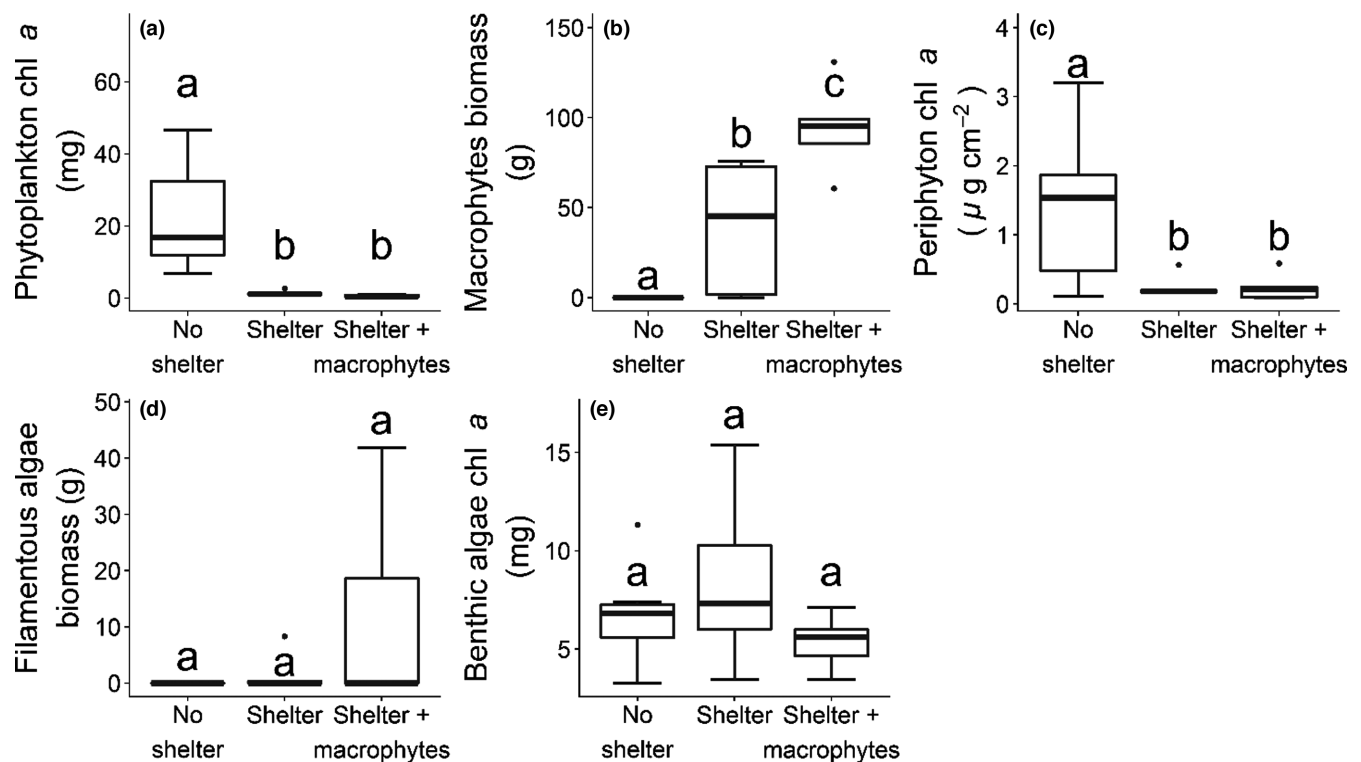 (a)
Phytoplankton chl a
(mg)
60
40
20
0
a
b
b
No
shelter
Shelter
Shelter +
macrophytes
(b)
Macrophytes biomass
(g)
150
100
50
0
a
b
c
No
shelter
Shelter
Shelter +
macrophytes
(c)
Periphyton chl a
( µ g cm−2 )
4
3
2
1
0
a
b
b
No
shelter
Shelter
Shelter +
macrophytes
(d)
Filamentous algae
biomass (g)
50
40
30
20
10
0
a
a
a
No
shelter
Shelter
Shelter +
macrophytes
(e)
Benthic algae chl a
(mg)
15
10
5
a
a
a
No
shelter
Shelter
Shelter +
macrophytes